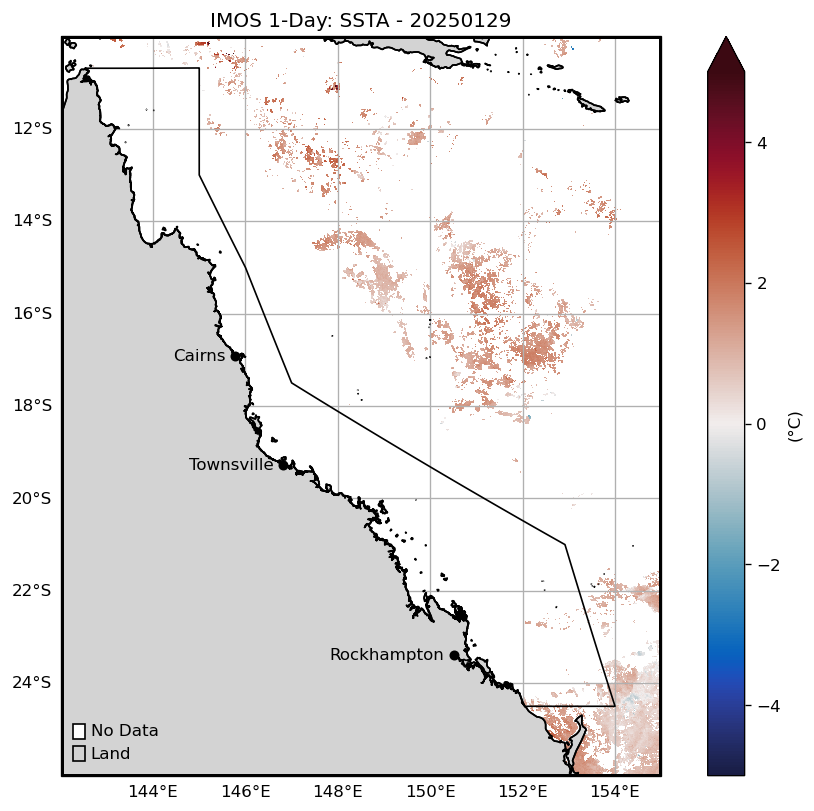 IMOS 1-Day: SSTA - 20250129
12°S
14°S
16°S
18°S
20°S
22°S
24°S
Cairns
Townsville
Rockhampton
No Data
Land
144°E 146°E 148°E 150°E 152°E 154°E
4
2
0
−2
−4
(°C)